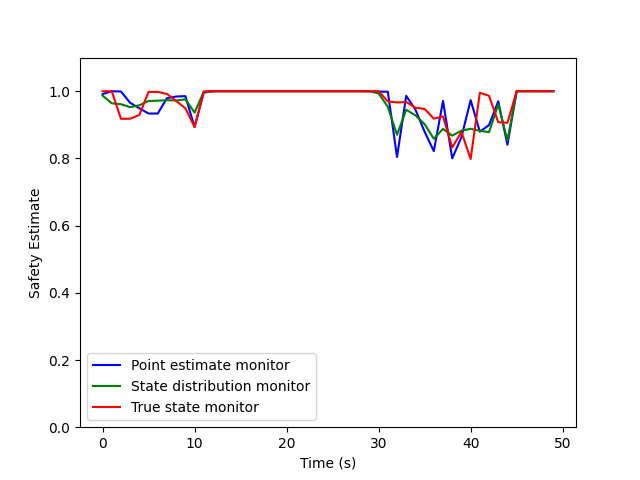 1.0
0.8
0.6
0.4
0.2
0.0
Safety Estimate
Point estimate monitor
State distribution monitor
True state monitor
0 10 20 30 40 50
Time (s)